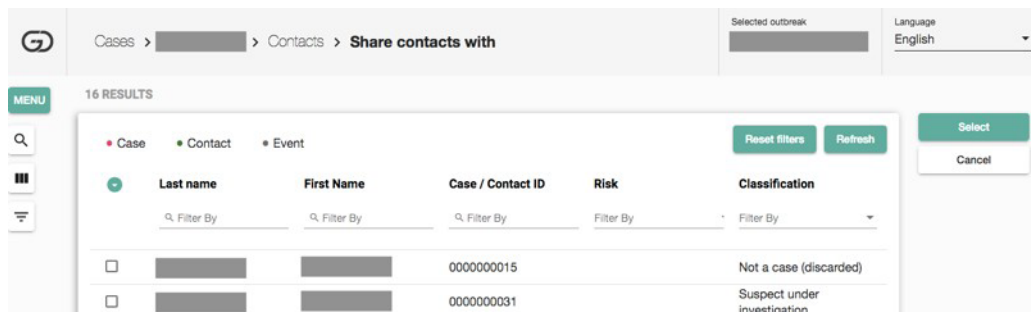 Cases > > Contacts > Share contacts with
Selected outbreak
Language
English
MENU
16 RESULTS
Case Contact Event
Reset filters Refresh
Select
Cancel
Last name First Name Case / Contact ID Risk Classification
Filter By Filter By Filter By Filter By Filter By
0000000015 Not a case (discarded)
0000000031 Suspect under
investigation